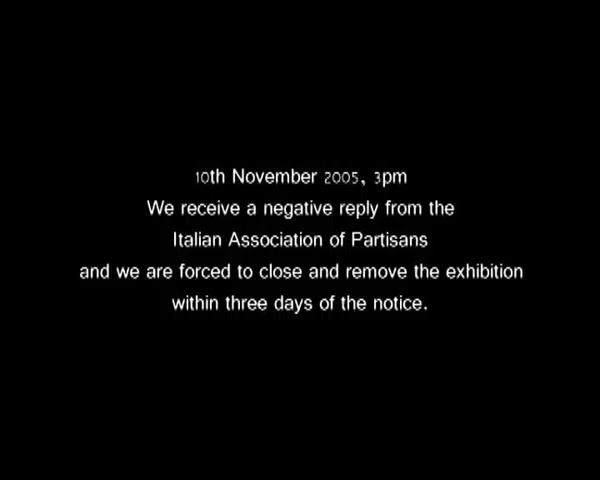 10th November 2005, 3pm
We receive a negative reply from the
Italian Association of Partisans
and we are forced to close and remove the exhibition
within three days of the notice.